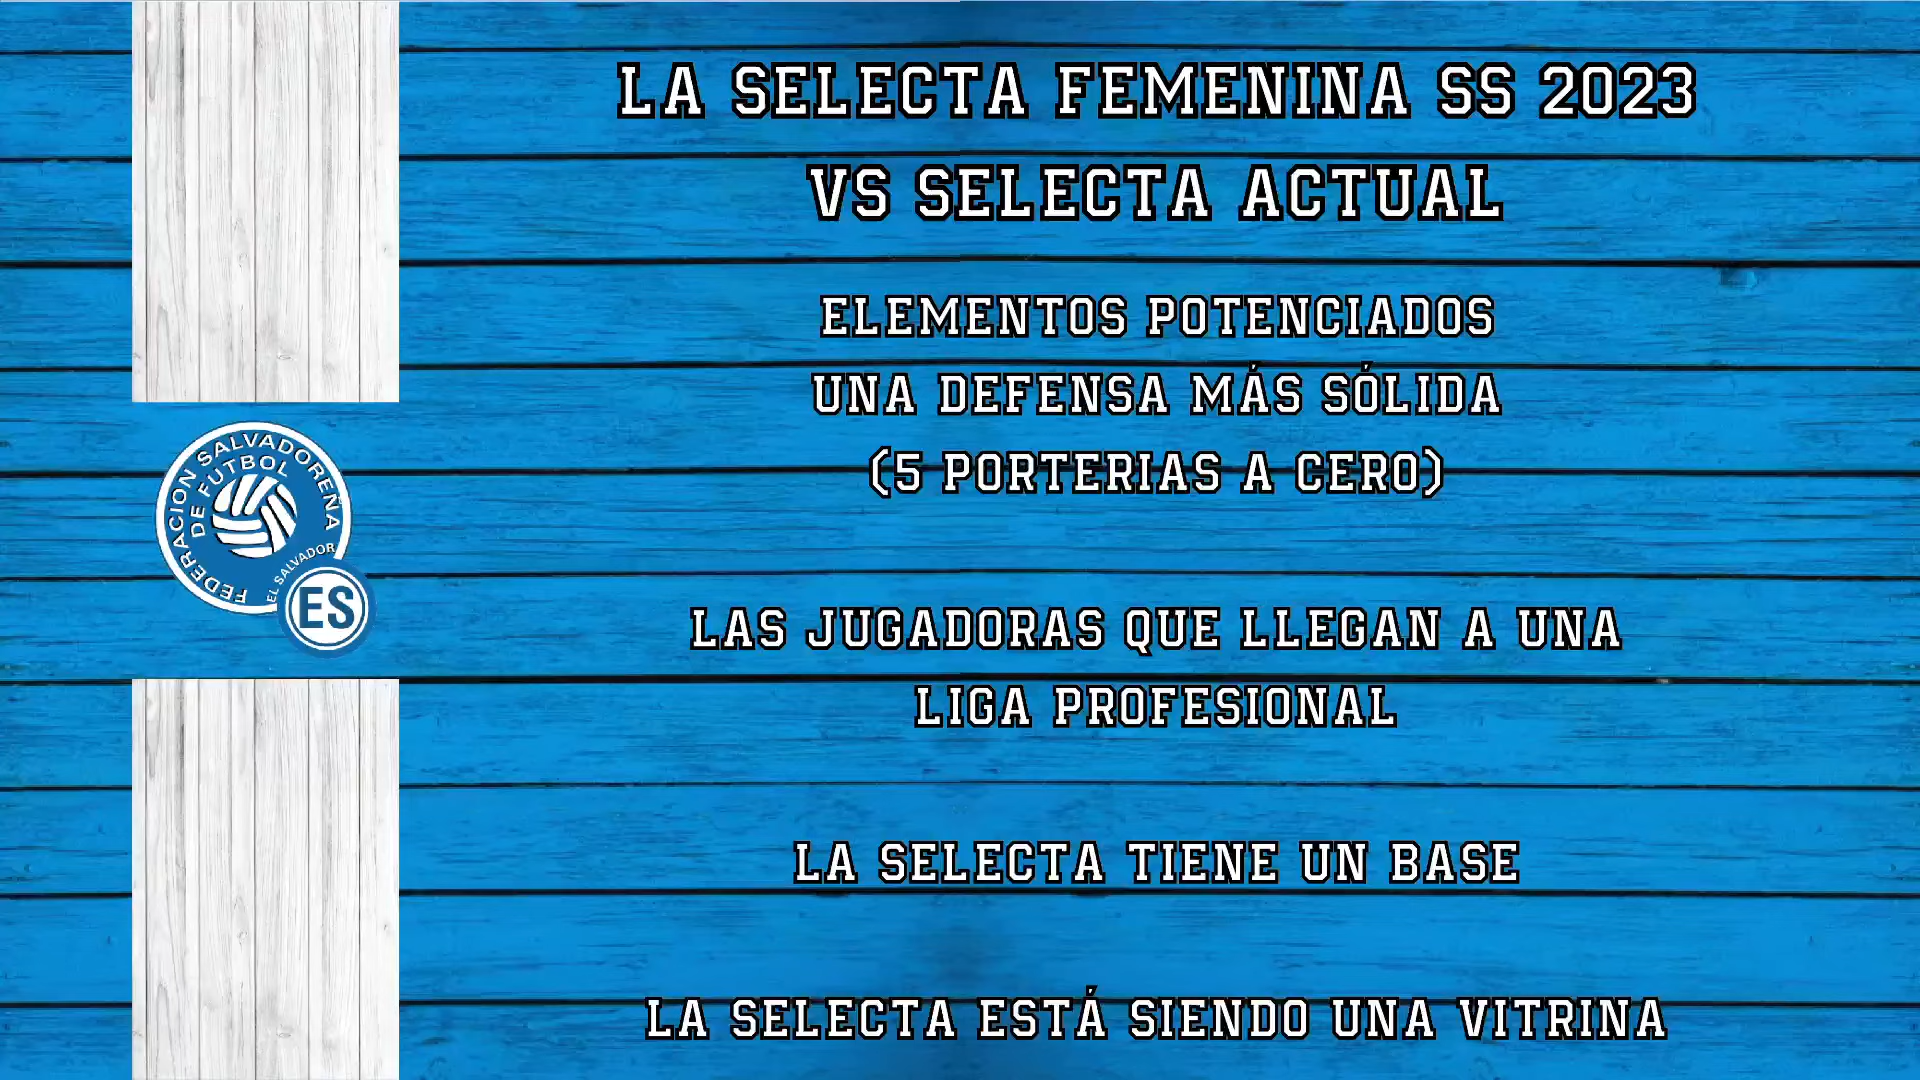 LA SELECTA FEMENINA SS 2023
VS SELECTA ACTUAL
ELEMENTOS POTENCIADOS
UNA DEFENSA MÁS SÓLIDA
(5 PORTERIAS A CERO)
FEDERACION SALVADOREÑA
DE FUTBOL
EL SALVADOR
ES
LAS JUGADORAS QUE LLEGAN A UNA
LIGA PROFESIONAL
LA SELECTA TIENE UN BASE
LA SELECTA ESTÁ SIENDO UNA VITRINA